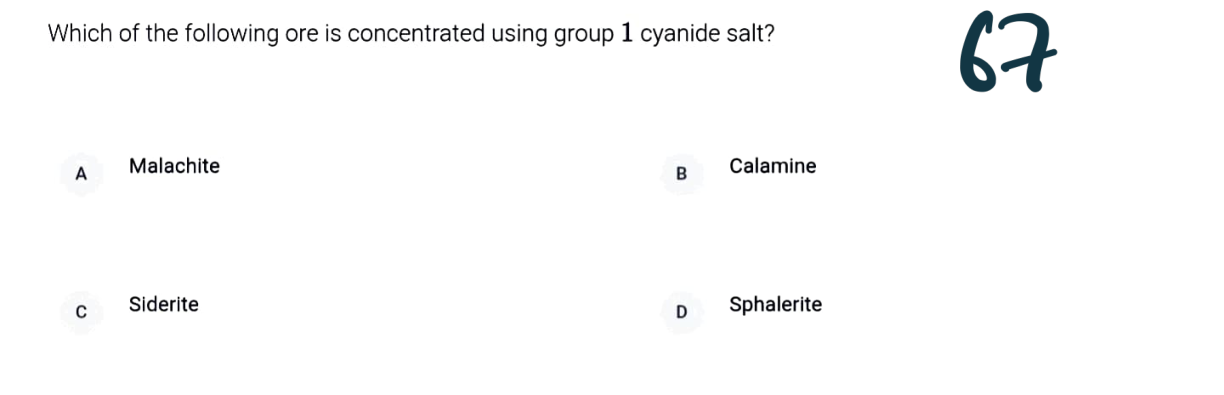 Which of the following ore is concentrated using group 1 cyanide salt?
67
A Malachite
B Calamine
C Siderite
D Sphalerite